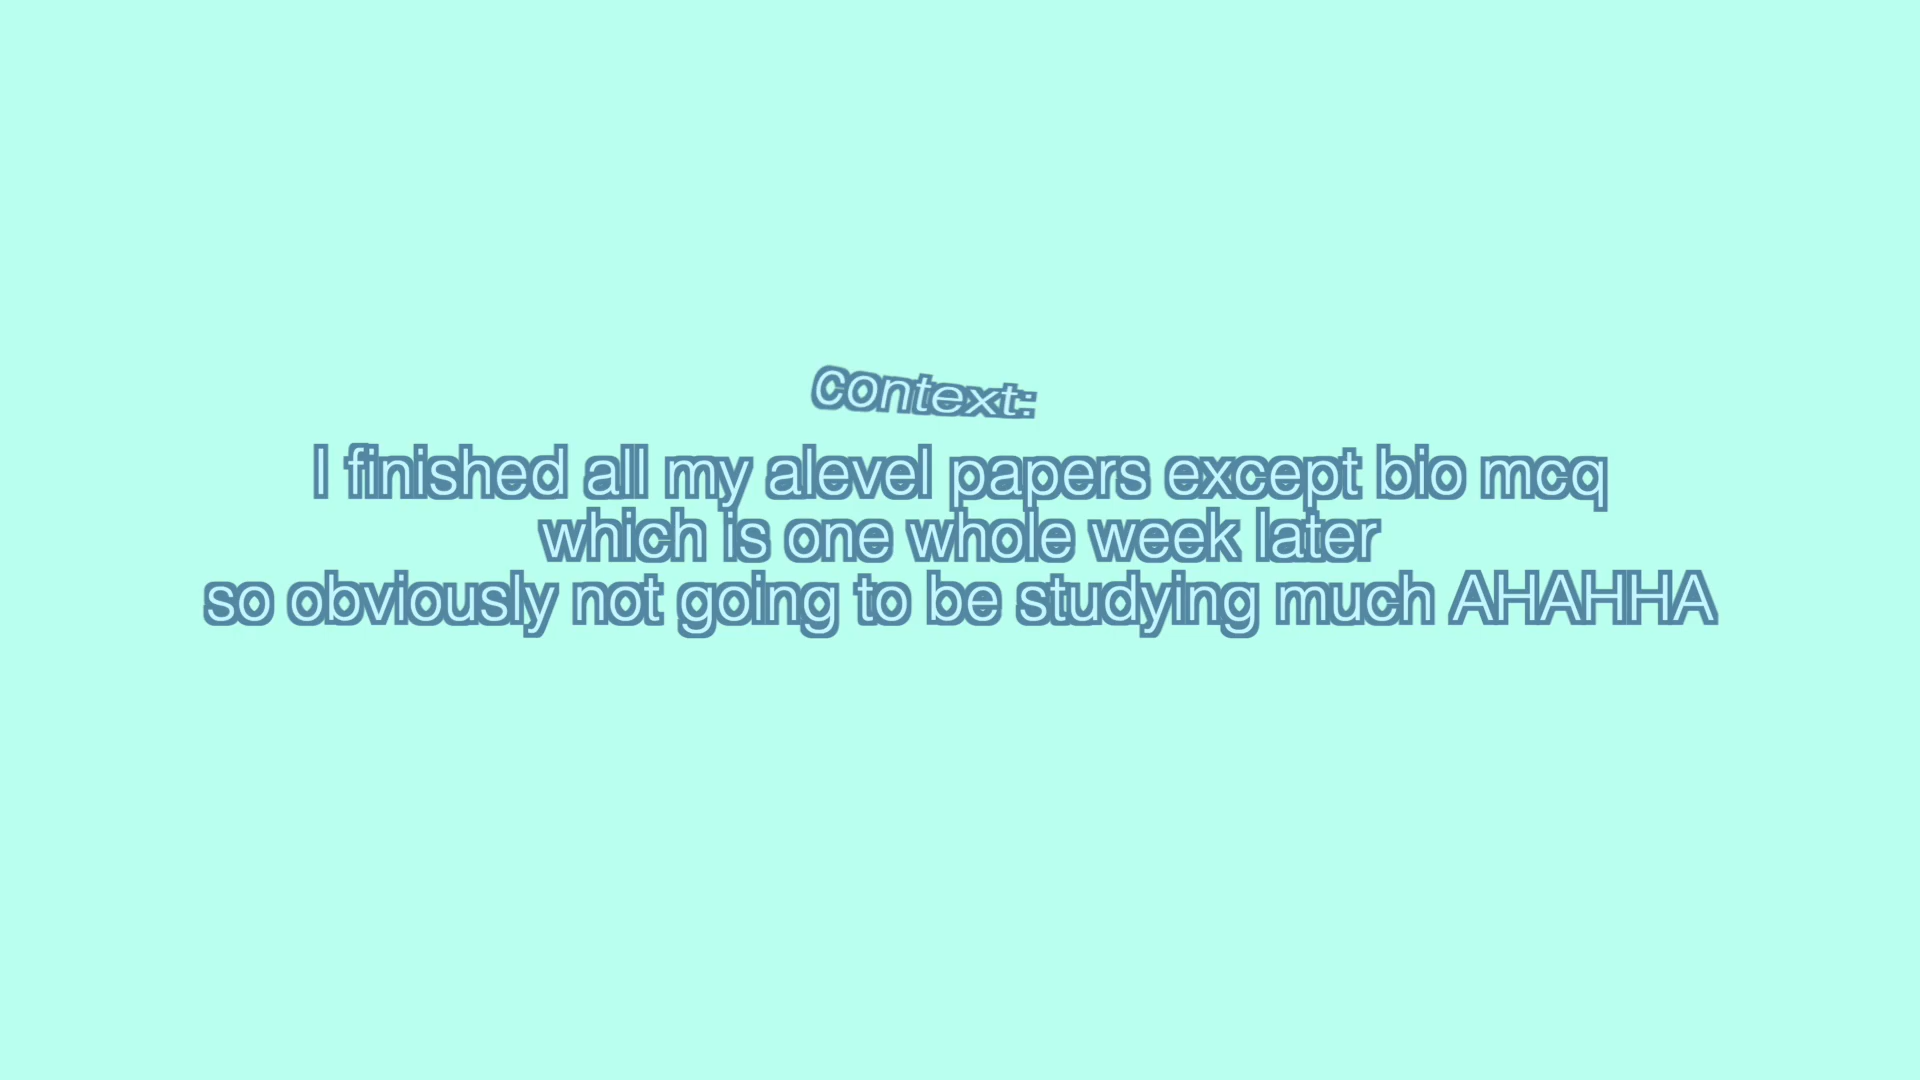 context:
I finished all my alevel papers except bio mcq
which is one whole week later
so obviously not going to be studying much AHAHHA